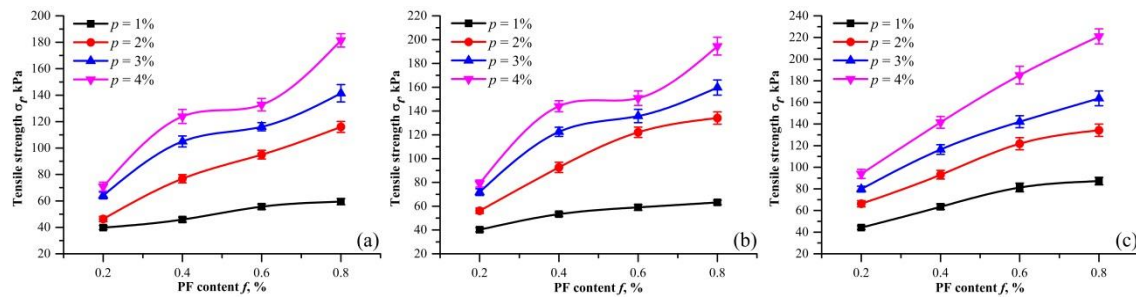 200
180
160
140
120
100
80
60
40
20
0.2 0.4 0.6 0.8
Tensile strength σf, kPa
PF content f, %
p = 1%
p = 2%
p = 3%
p = 4%
(a)
220
200
180
160
140
120
100
80
60
40
20
0.2 0.4 0.6 0.8
Tensile strength σf, kPa
PF content f, %
p = 1%
p = 2%
p = 3%
p = 4%
(b)
240
220
200
180
160
140
120
100
80
60
40
20
0.2 0.4 0.6 0.8
Tensile strength σf, kPa
PF content f, %
p = 1%
p = 2%
p = 3%
p = 4%
(c)